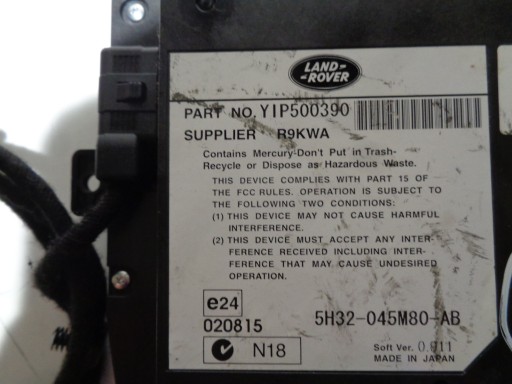 LAND-
-ROVER
PART NO. YIP500390
SUPPLIER R9KWA
Contains Mercury-Don't Put in Trash-
Recycle or Dispose as Hazardous Waste.
THIS DEVICE COMPLIES WITH PART 15 OF
THE FCC RULES. OPERATION IS SUBJECT TO
THE FOLLOWING TWO CONDITIONS:
(1) THIS DEVICE MAY NOT CAUSE HARMFUL
INTERFERENCE.
(2) THIS DEVICE MUST ACCEPT ANY INTER-
FERENCE RECEIVED INCLUDING INTER-
FERENCE THAT MAY CAUSE UNDESIRED
OPERATION.
e24
020815
5H32-045M80-AB
N18
Soft Ver. 0.611
MADE IN JAPAN